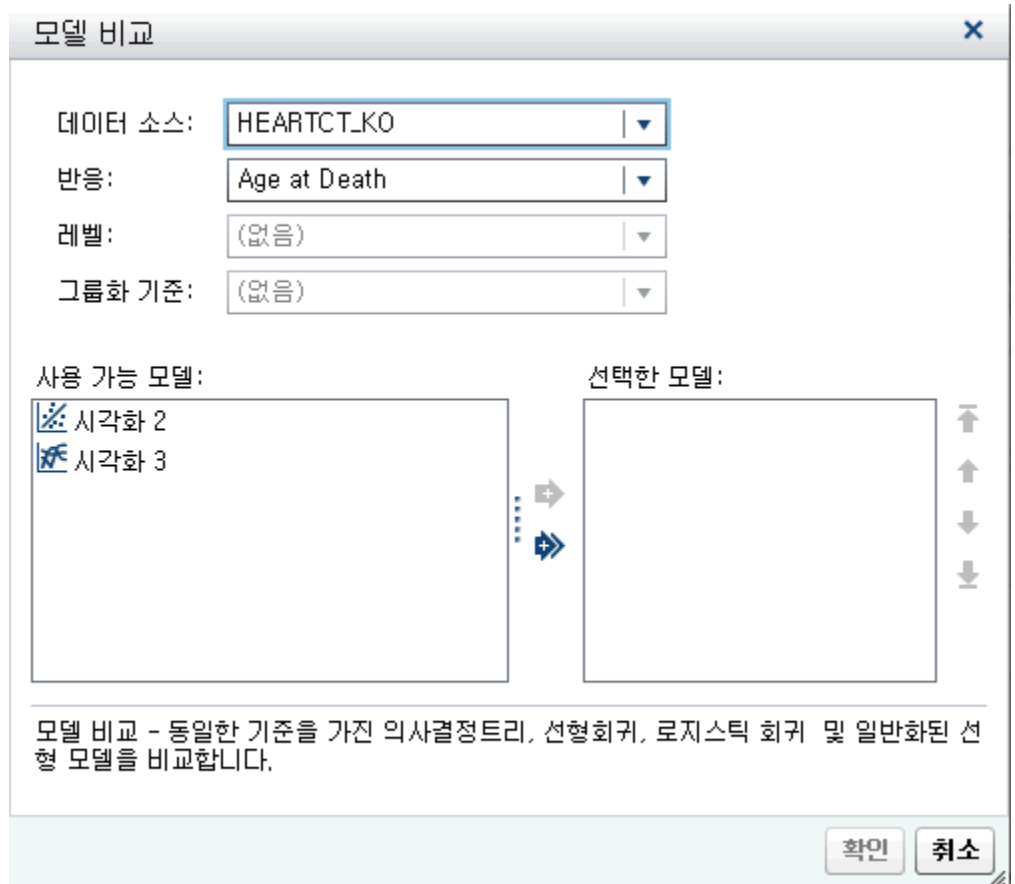 모델 비교
데이터 소스: HEARTCT_KO
반응: Age at Death
레벨: (없음)
그룹화 기준: (없음)
사용 가능 모델: 선택한 모델:
시각화 2
시각화 3
모델 비교 - 동일한 기준을 가진 의사결정트리, 선형회귀, 로지스틱 회귀 및 일반화된 선
형 모델을 비교합니다.
확인 취소